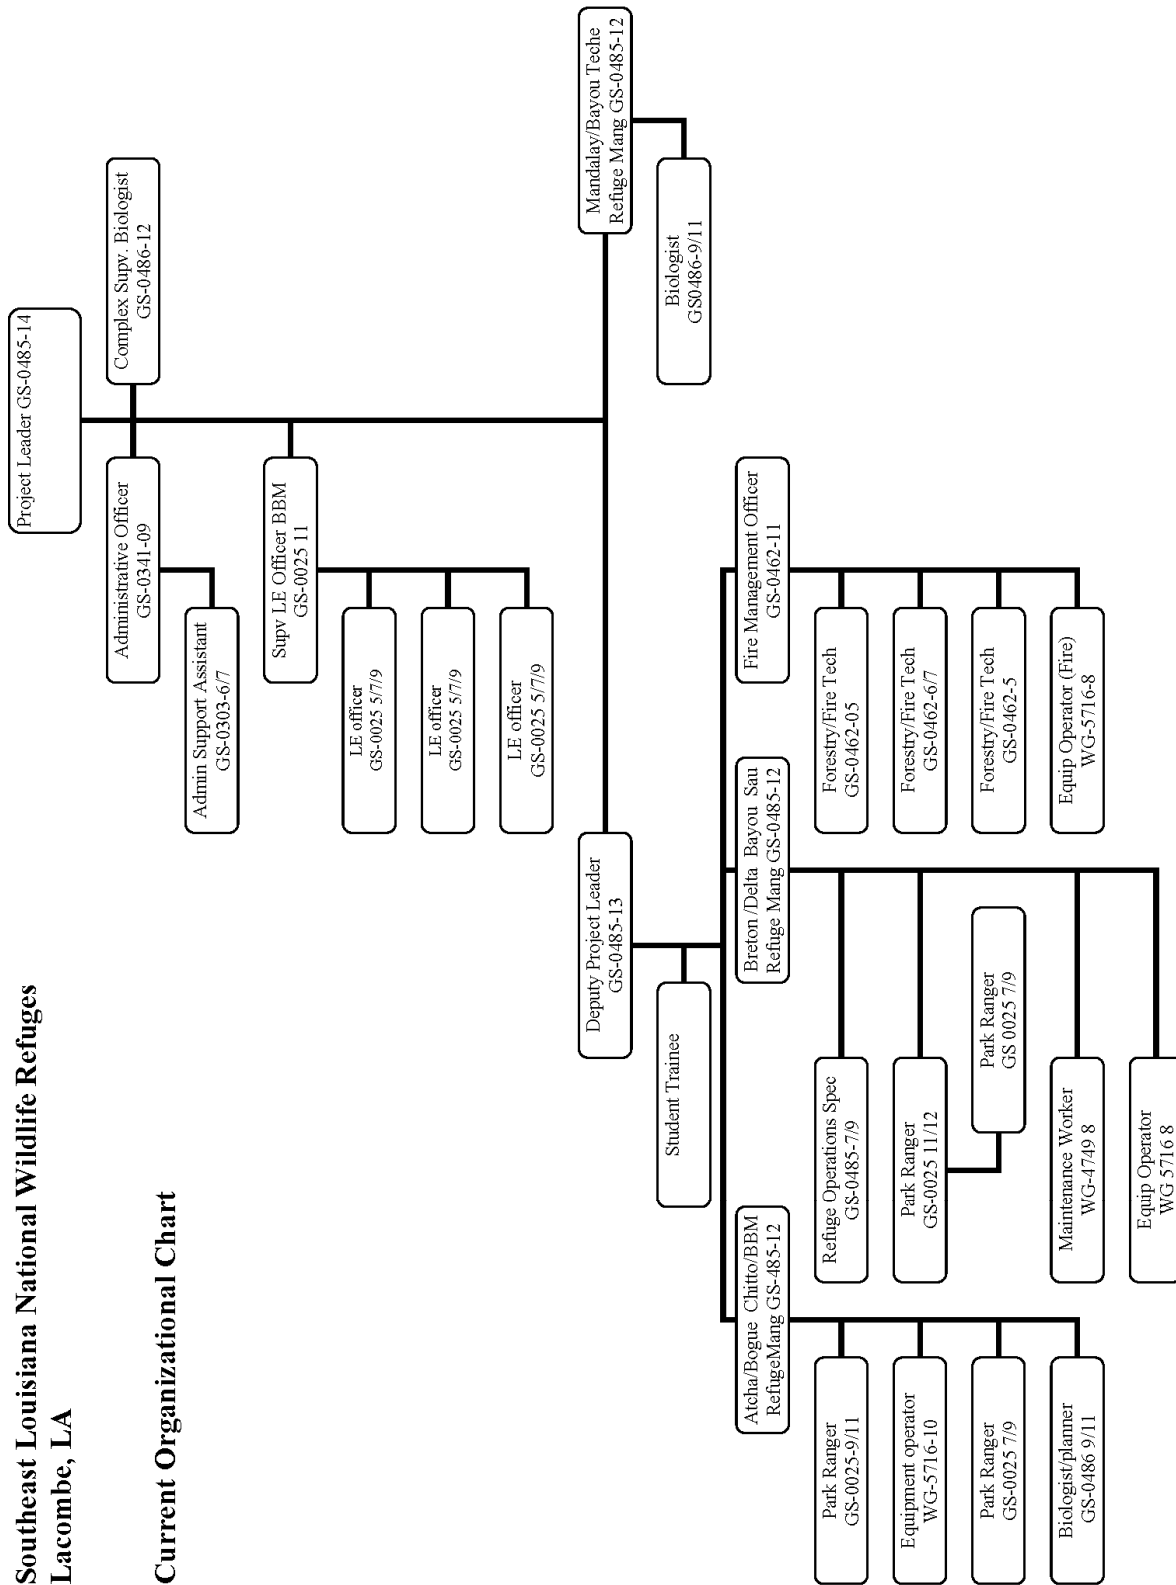 Southeast Louisiana National Wildlife Refuges
Lacombe, LA
Current Organizational Chart
Project Leader GS-0485-14
Administrative Officer
GS-0341-09
Complex Supv. Biologist
GS-0486-12
Admin Support Assistant
GS-0303-6/7
Supv LE Officer BBM
GS-0025 11
LE officer
GS-0025 5/7/9
LE officer
GS-0025 5/7/9
LE officer
GS-0025 5/7/9
Deputy Project Leader
GS-0485-13
Mandalay/Bayou Teche
Refuge Mang GS-0485-12
Student Trainee
Biologist
GS0486-9/11
Atcha/Bogue Chitto/BBM
RefugeMang GS-485-12
Breton /Delta Bayou Sau
Refuge Mang GS-0485-12
Fire Management Officer
GS-0462-11
Park Ranger
GS-0025-9/11
Equipment operator
WG-5716-10
Park Ranger
GS-0025 7/9
Biologist/planner
GS-0486 9/11
Refuge Operations Spec
GS-0485-7/9
Park Ranger
GS-0025 11/12
Park Ranger
GS 0025 7/9
Maintenance Worker
WG-4749 8
Equip Operator
WG 5716 8
Forestry/Fire Tech
GS-0462-05
Forestry/Fire Tech
GS-0462-6/7
Forestry/Fire Tech
GS-0462-5
Equip Operator (Fire)
WG-5716-8